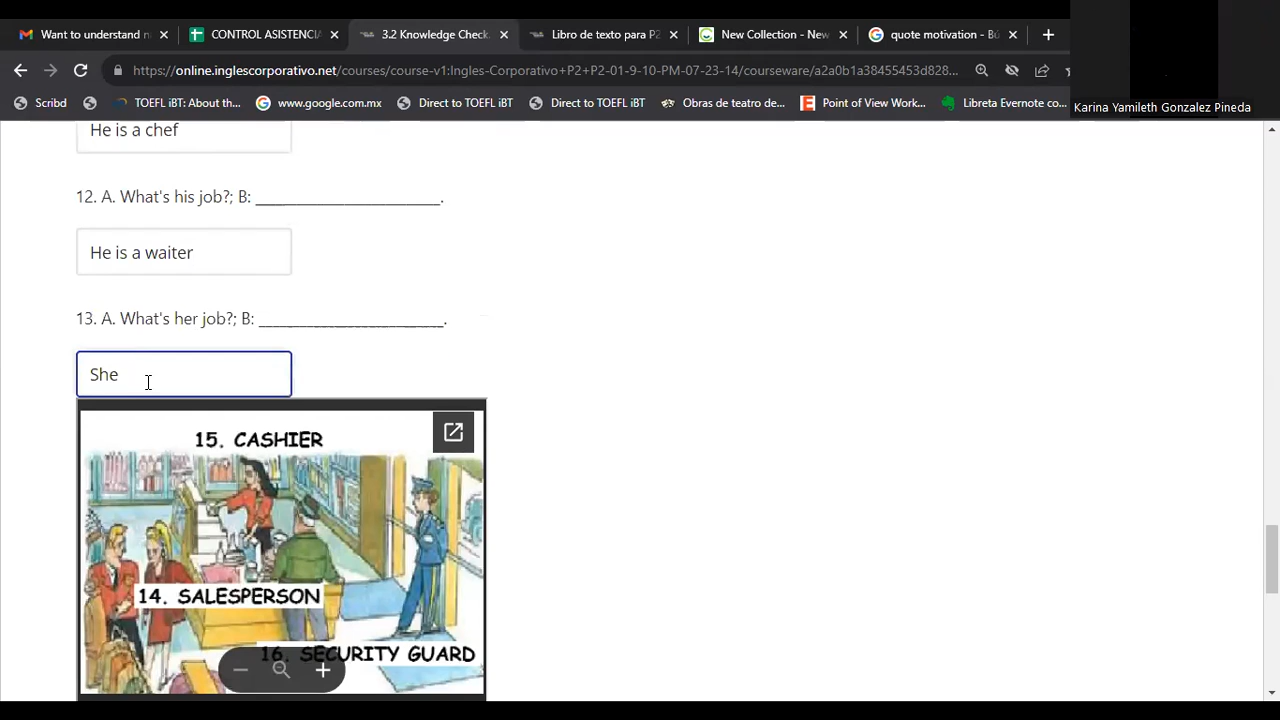 Want to understand n
CONTROL ASISTENCIA
3.2 Knowledge Check
Libro de texto para P2
New Collection - New
quote motivation - Bú
https://online.inglescorporativo.net/courses/course-v1:Ingles-Corporativo+P2+P2-01-9-10-PM-07-23-14/courseware/a2a0b1a38455453d828...
Karina Yamileth Gonzalez Pineda
Scribd
TOEFL iBT: About th...
www.google.com.mx
Direct to TOEFL iBT
Direct to TOEFL iBT
Obras de teatro de...
Point of View Work...
Libreta Evernote co...
He is a chef
12. A. What's his job?; B: ______________________.
He is a waiter
13. A. What's her job?; B: ______________________.
She
15. CASHIER
14. SALESPERSON
16. SECURITY GUARD